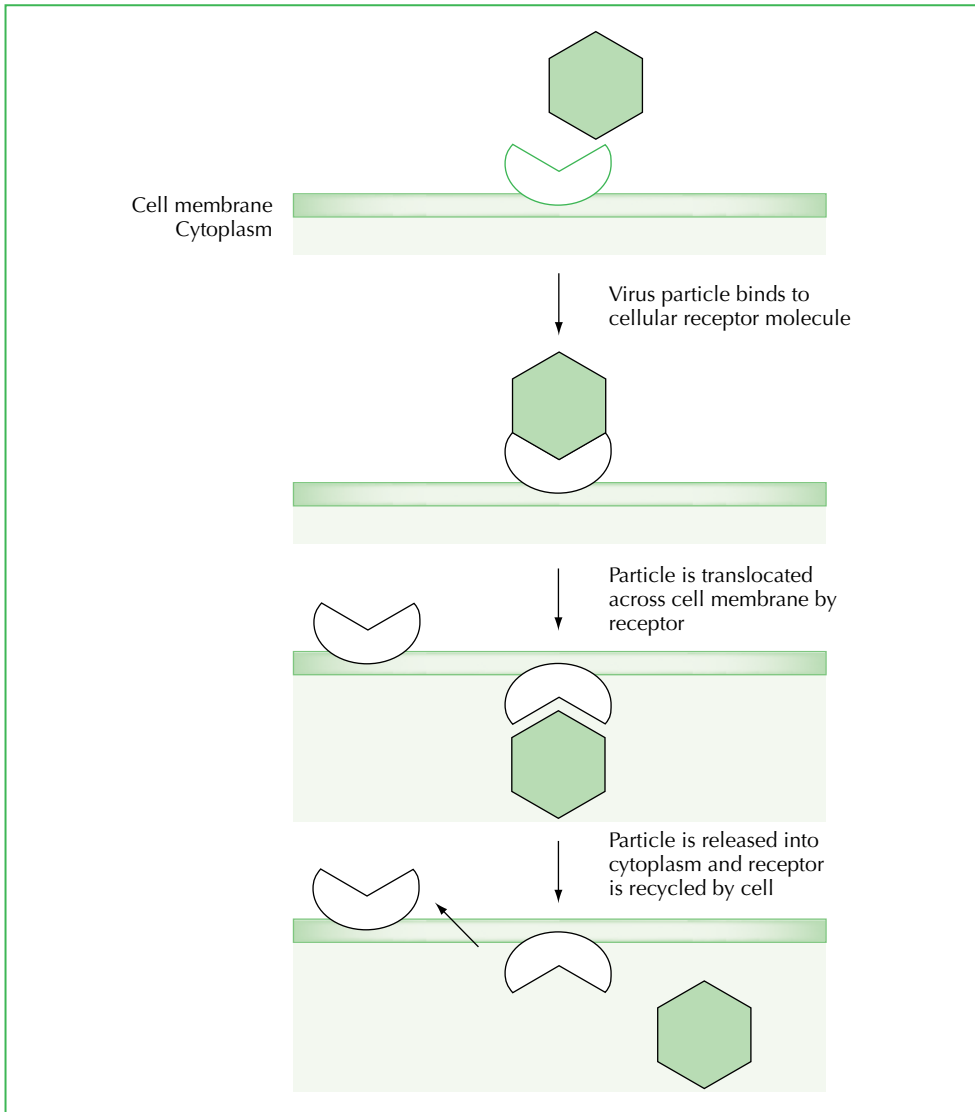 Cell membrane
Cytoplasm
Virus particle binds to
cellular receptor molecule
Particle is translocated
across cell membrane by
receptor
Particle is released into
cytoplasm and receptor
is recycled by cell